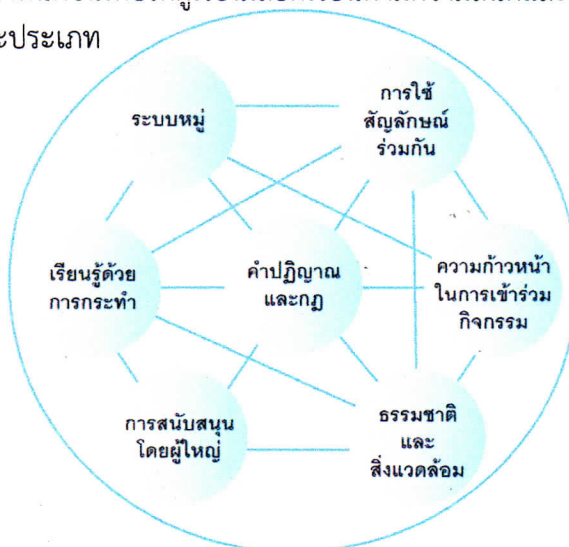 ะประเภท
ระบบหมู่
การใช้
สัญลักษณ์
ร่วมกัน
เรียนรู้ด้วย
การกระทำ
คำปฏิญาณ
และกฎ
ความก้าวหน้า
ในการเข้าร่วม
กิจกรรม
การสนับสนุน
โดยผู้ใหญ่
ธรรมชาติ
และ
สิ่งแวดล้อม